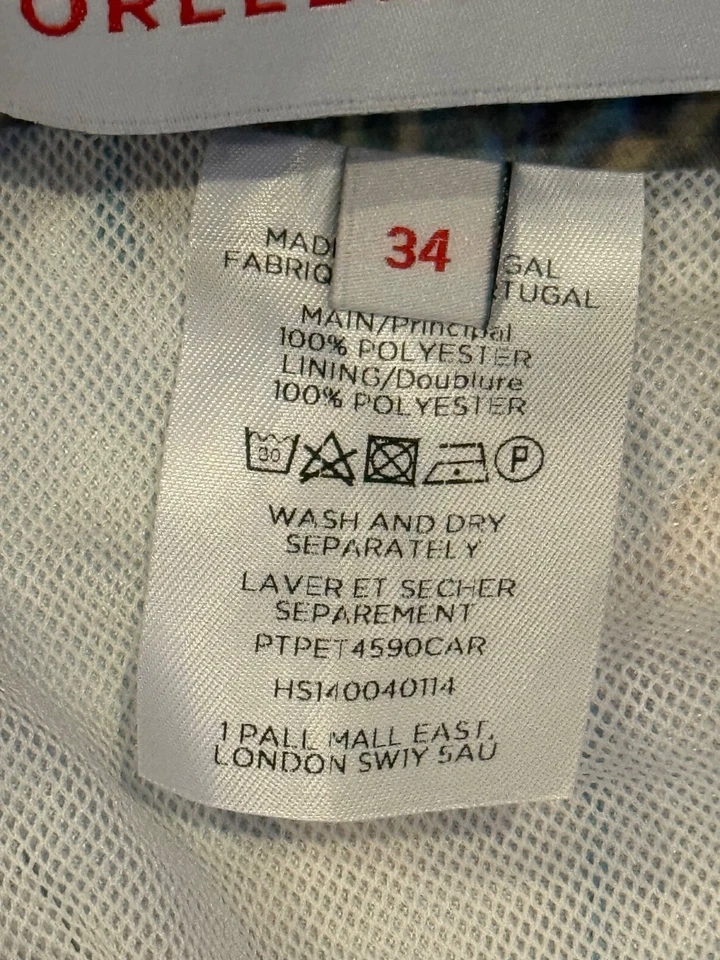 34
MAIN/Principal
100% POLYESTER
LINING/Doublure
100% POLYESTER
30
P
WASH AND DRY
SEPARATELY
LAVER ET SECHER
SEPAREMENT
PTPET4590CAR
HS140040114
1 PALL MALL EAST,
LONDON SW1Y 5AU